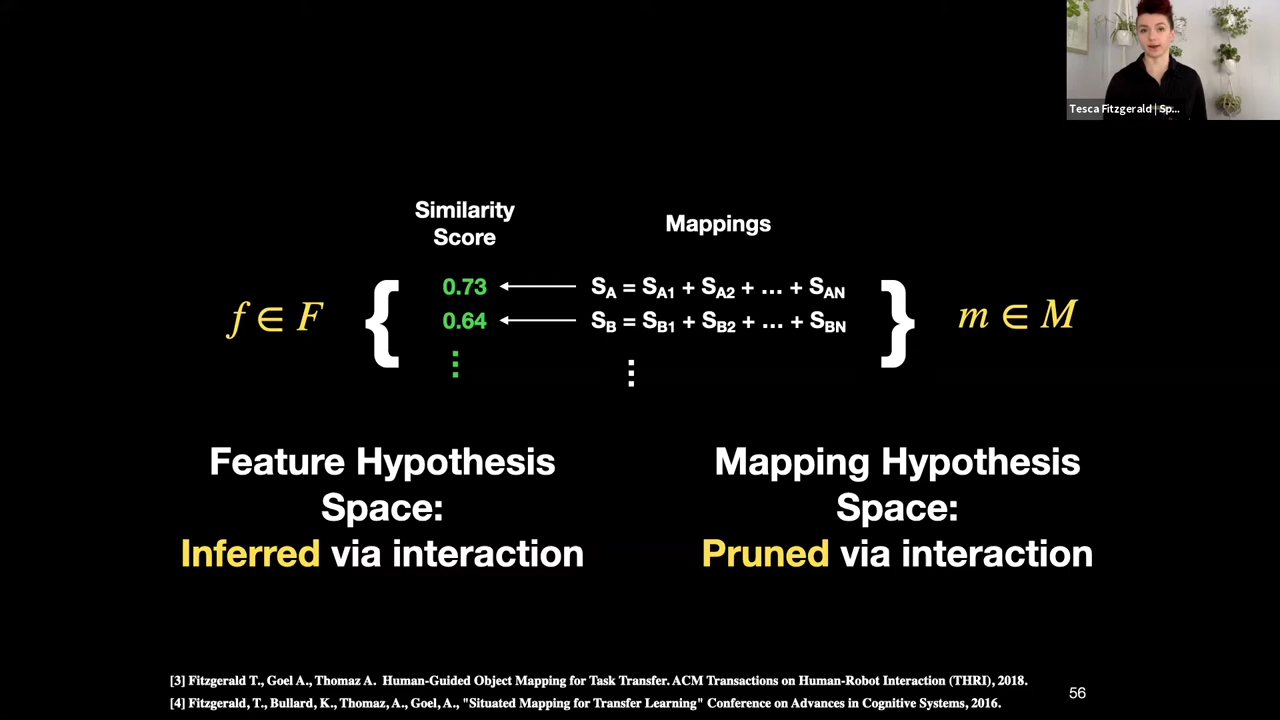 Tesca Fitzgerald | Sp...
Similarity
Score
Mappings
f ∈ F
{
0.73 ← S_A = S_A1 + S_A2 + ... + S_AN
0.64 ← S_B = S_B1 + S_B2 + ... + S_BN
⋮ ⋮
}
m ∈ M
Feature Hypothesis
Space:
Inferred via interaction
Mapping Hypothesis
Space:
Pruned via interaction
[3] Fitzgerald T., Goel A., Thomaz A. Human-Guided Object Mapping for Task Transfer. ACM Transactions on Human-Robot Interaction (THRI), 2018.
[4] Fitzgerald, T., Bullard, K., Thomaz, A., Goel, A., "Situated Mapping for Transfer Learning" Conference on Advances in Cognitive Systems, 2016.
56